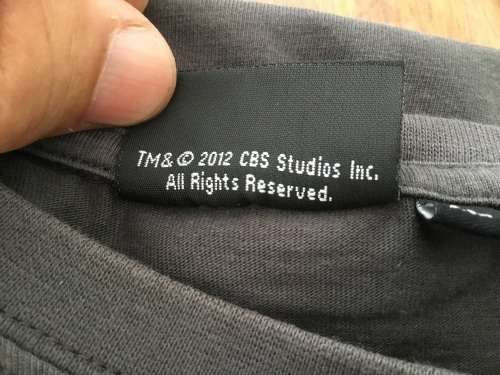 TM & © 2012 CBS Studios Inc.
All Rights Reserved.